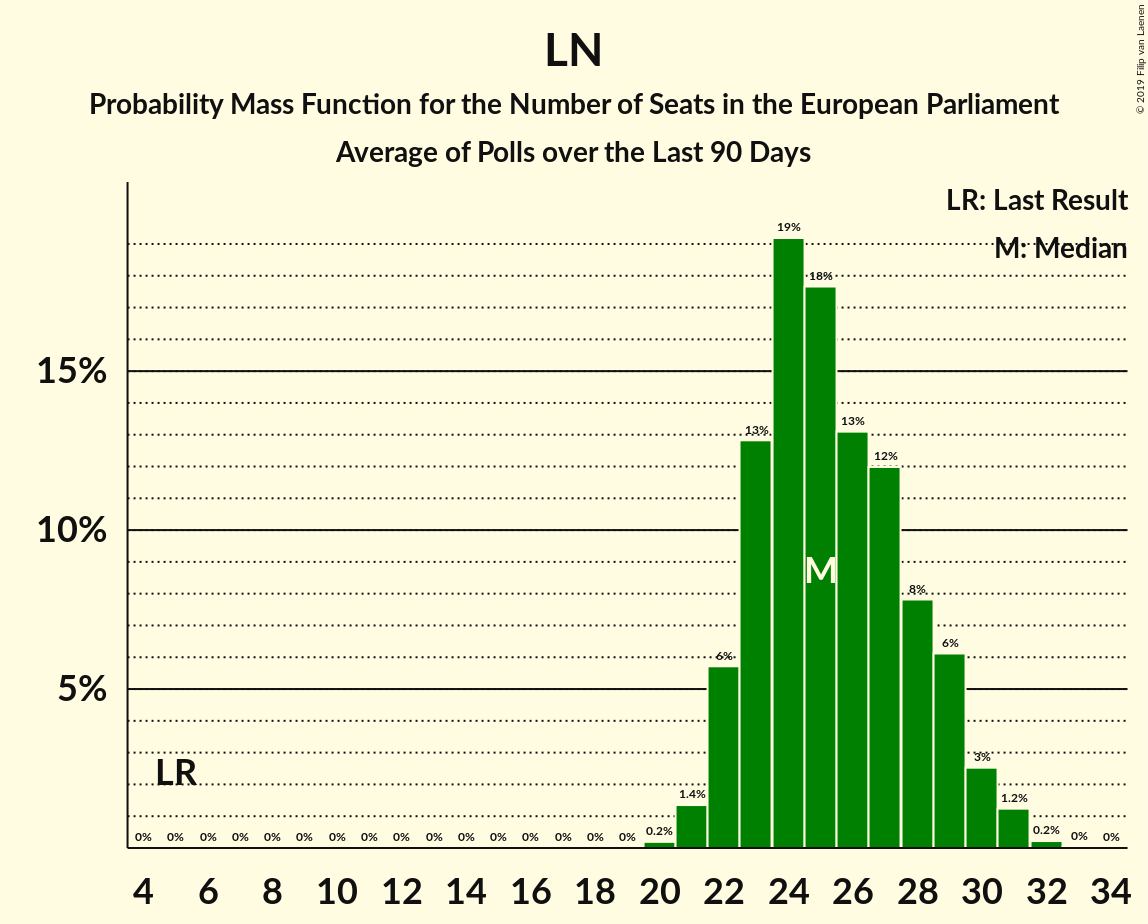 LN
Probability Mass Function for the Number of Seats in the European Parliament
Average of Polls over the Last 90 Days
© 2019 Filip van Laenen
LR: Last Result
M: Median
19%
18%
15%
13%
13%
12%
10%
M
8%
6%
6%
5%
LR
3%
1.4%
1.2%
0% 0% 0% 0% 0% 0% 0% 0% 0% 0% 0% 0% 0% 0% 0% 0% 0.2% 0.2% 0% 0%
4 6 8 10 12 14 16 18 20 22 24 26 28 30 32 34